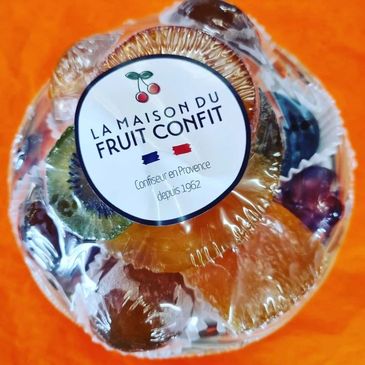 LA MAISON DU
FRUIT CONFIT
Confiseur en Provence
depuis 1962